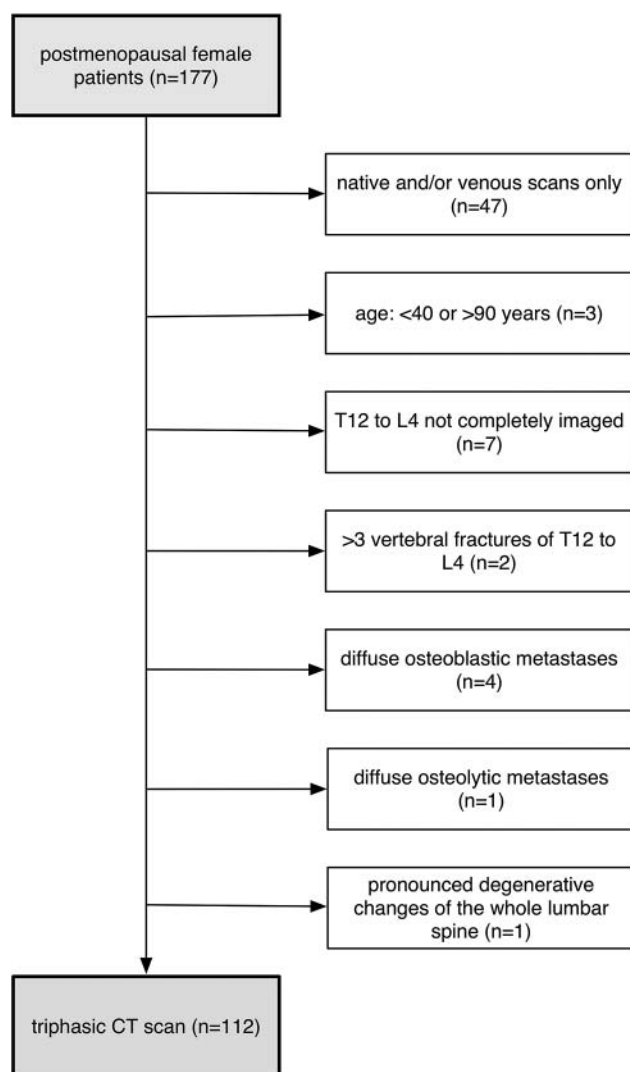 postmenopausal female
patients (n=177)
native and/or venous scans only
(n=47)
age: <40 or >90 years (n=3)
T12 to L4 not completely imaged
(n=7)
>3 vertebral fractures of T12 to
L4 (n=2)
diffuse osteoblastic metastases
(n=4)
diffuse osteolytic metastases
(n=1)
pronounced degenerative
changes of the whole lumbar
spine (n=1)
triphasic CT scan (n=112)